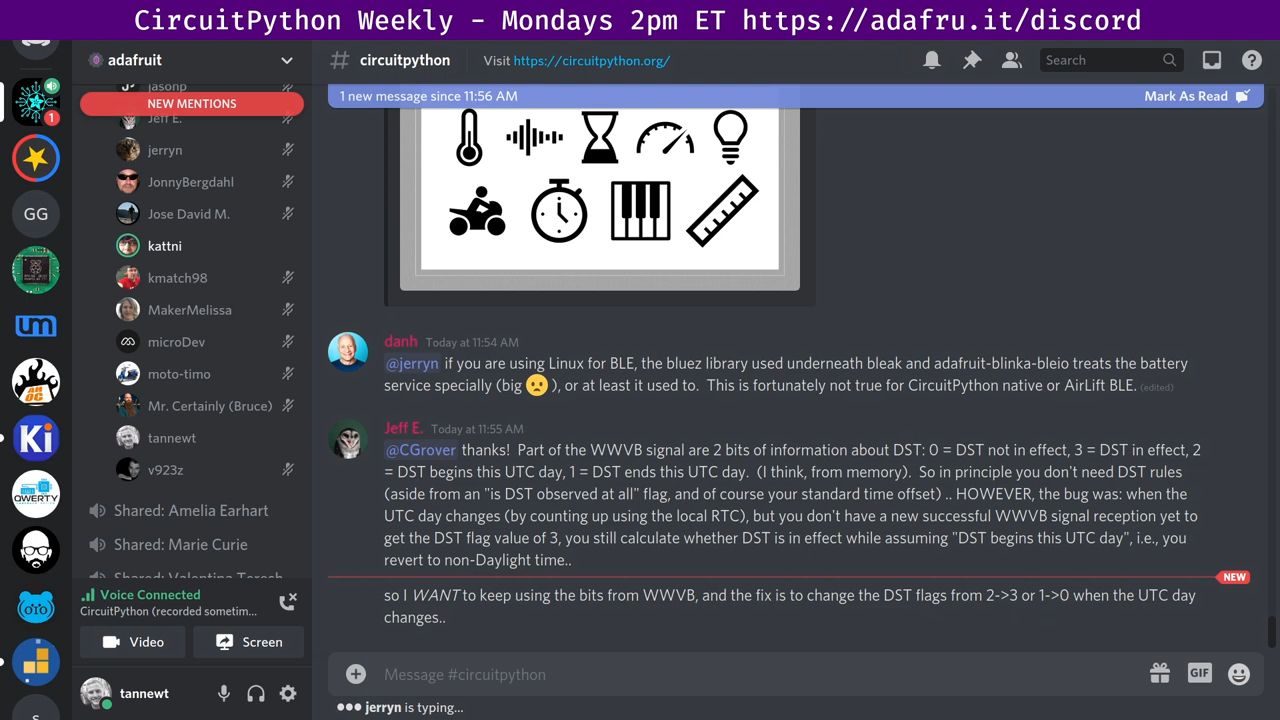 CircuitPython Weekly - Mondays 2pm ET https://adafru.it/discord
adafruit
jasonp
NEW MENTIONS
Jeff E.
jerryn
JonnyBergdahl
Jose David M.
kattni
kmatch98
MakerMelissa
microDev
moto-timo
Mr. Certainly (Bruce)
tannewt
v923z
Shared: Amelia Earhart
Shared: Marie Curie
Shared: Valentina Teresh
Voice Connected
CircuitPython (recorded sometim...
Video
Screen
tannewt
1
GG
um
Ki
QWERTY
# circuitpython
Visit https://circuitpython.org/
Search
1 new message since 11:56 AM
Mark As Read
danh Today at 11:54 AM
@jerryn if you are using Linux for BLE, the bluez library used underneath bleak and adafruit-blinka-bleio treats the battery
service specially (big 😦 ), or at least it used to. This is fortunately not true for CircuitPython native or AirLift BLE. (edited)
Jeff E. Today at 11:55 AM
@CGrover thanks! Part of the WWVB signal are 2 bits of information about DST: 0 = DST not in effect, 3 = DST in effect, 2
= DST begins this UTC day, 1 = DST ends this UTC day. (I think, from memory). So in principle you don't need DST rules
(aside from an "is DST observed at all" flag, and of course your standard time offset) .. HOWEVER, the bug was: when the
UTC day changes (by counting up using the local RTC), but you don't have a new successful WWVB signal reception yet to
get the DST flag value of 3, you still calculate whether DST is in effect while assuming "DST begins this UTC day", i.e., you
revert to non-Daylight time..
NEW
so I WANT to keep using the bits from WWVB, and the fix is to change the DST flags from 2->3 or 1->0 when the UTC day
changes..
Message #circuitpython
GIF
jerryn is typing...